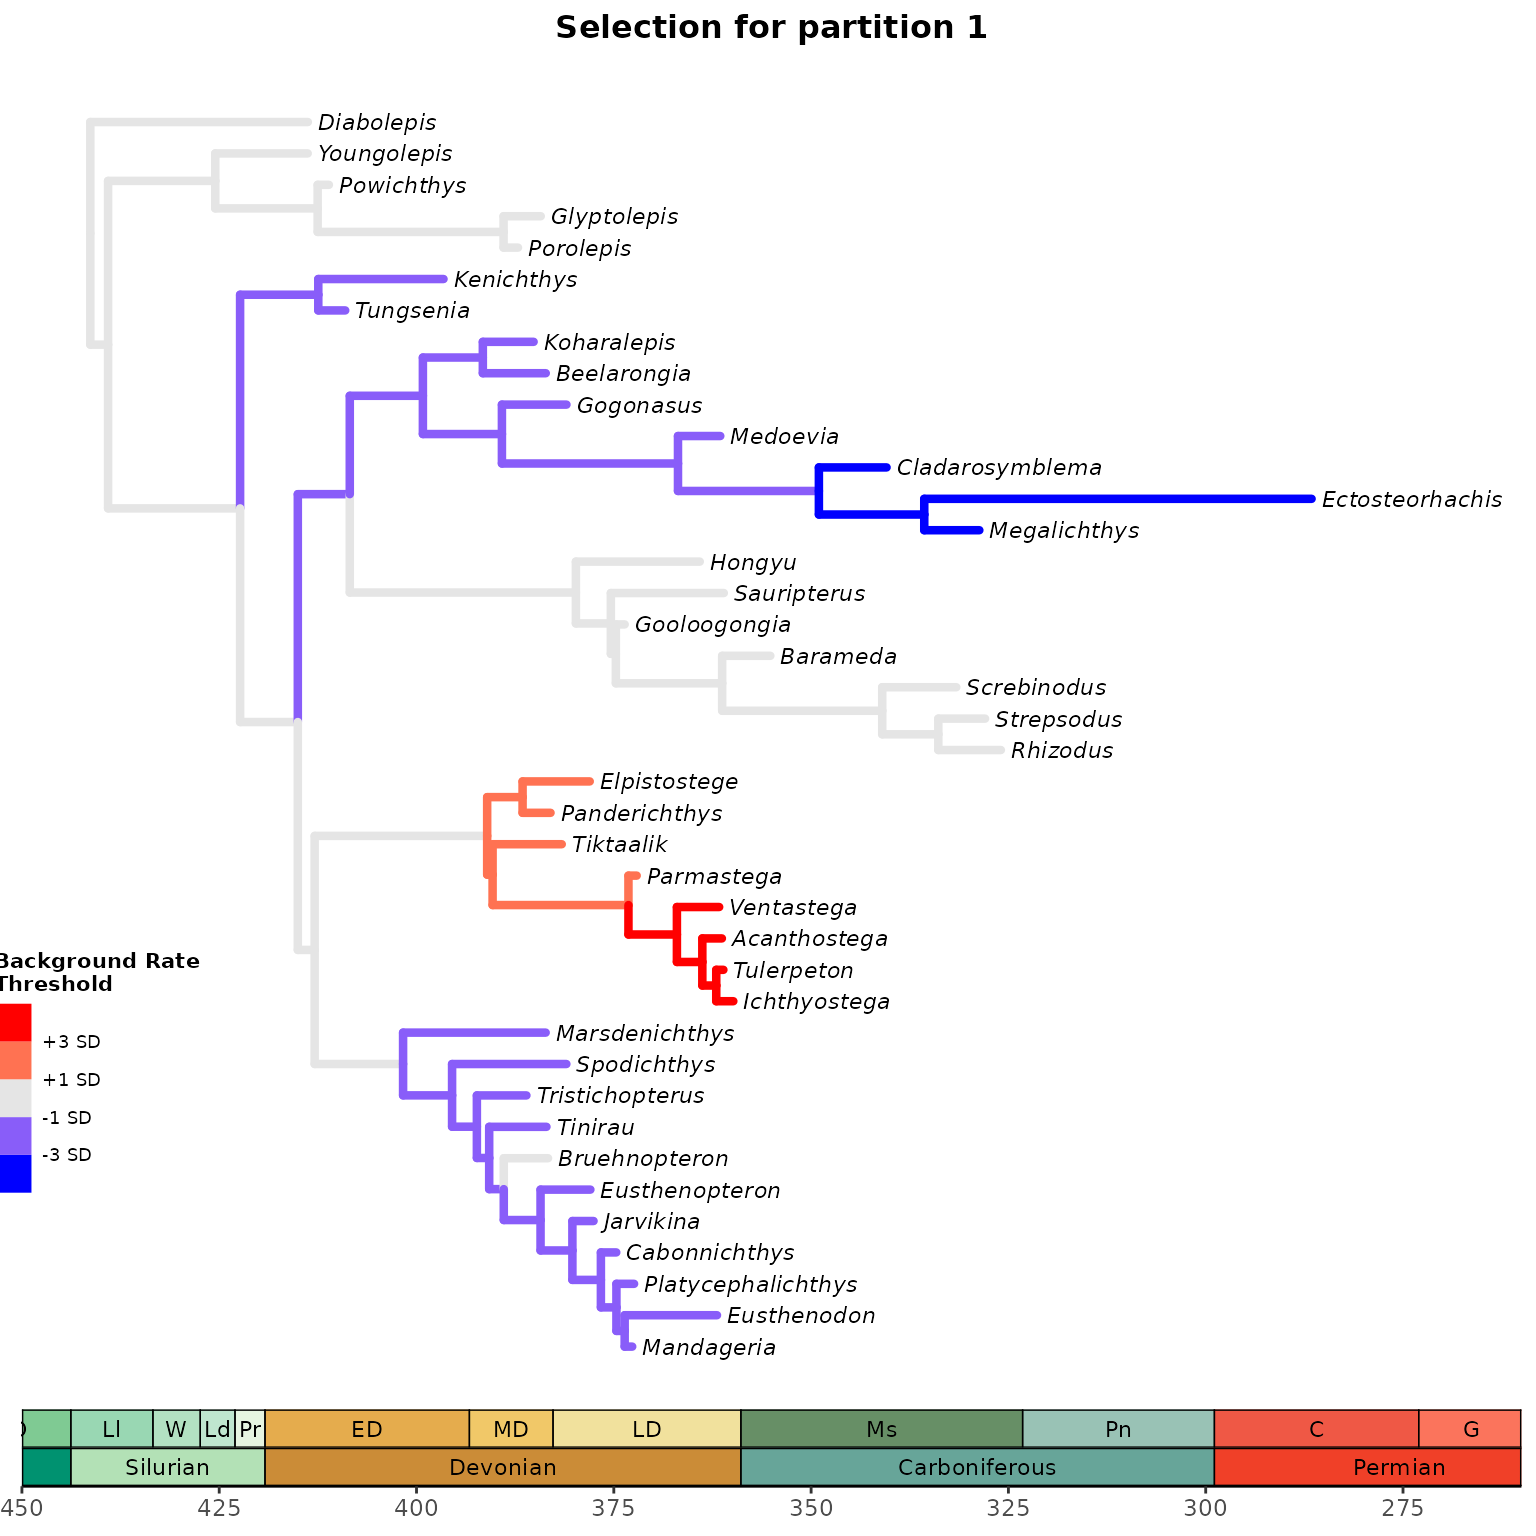 Selection for partition 1
Diabolepis
Youngolepis
Powichthys
Glyptolepis
Porolepis
Kenichthys
Tungsenia
Koharalepis
Beelarongia
Gogonasus
Medoevia
Cladarosymblema
Ectosteorhachis
Megalichthys
Hongyu
Sauripterus
Gooloogongia
Barameda
Screbinodus
Strepsodus
Rhizodus
Elpistostege
Panderichthys
Tiktaalik
Parmastega
Ventastega
Acanthostega
Tulerpeton
Ichthyostega
Marsdenichthys
Spodichthys
Tristichopterus
Tinirau
Bruehnopteron
Eusthenopteron
Jarvikina
Cabonnichthys
Platycephalichthys
Eusthenodon
Mandageria
Background Rate
Threshold
+3 SD
+1 SD
-1 SD
-3 SD
Ll W Ld Pr ED MD LD Ms Pn C G
Silurian Devonian Carboniferous Permian
450 425 400 375 350 325 300 275